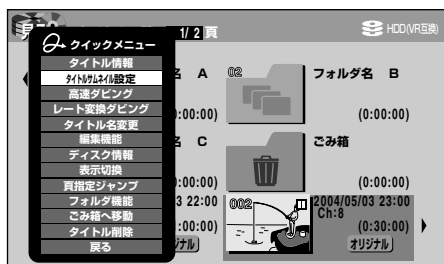 見る
1/ 2 頁
HDD(VR互換)
クイックメニュー
タイトル情報
タイトルサムネイル設定
高速ダビング
レート変換ダビング
タイトル名変更
編集機能
ディスク情報
表示切換
頁指定ジャンプ
フォルダ機能
ごみ箱へ移動
タイトル削除
戻る
名 A
:00:00)
02
フォルダ名 B
(0:00:00)
名 C
:00:00)
ごみ箱
(0:00:00)
3 22:00
:00:00)
ジナル
002
2004/05/03 23:00
Ch:8
(0:30:00)
オリジナル